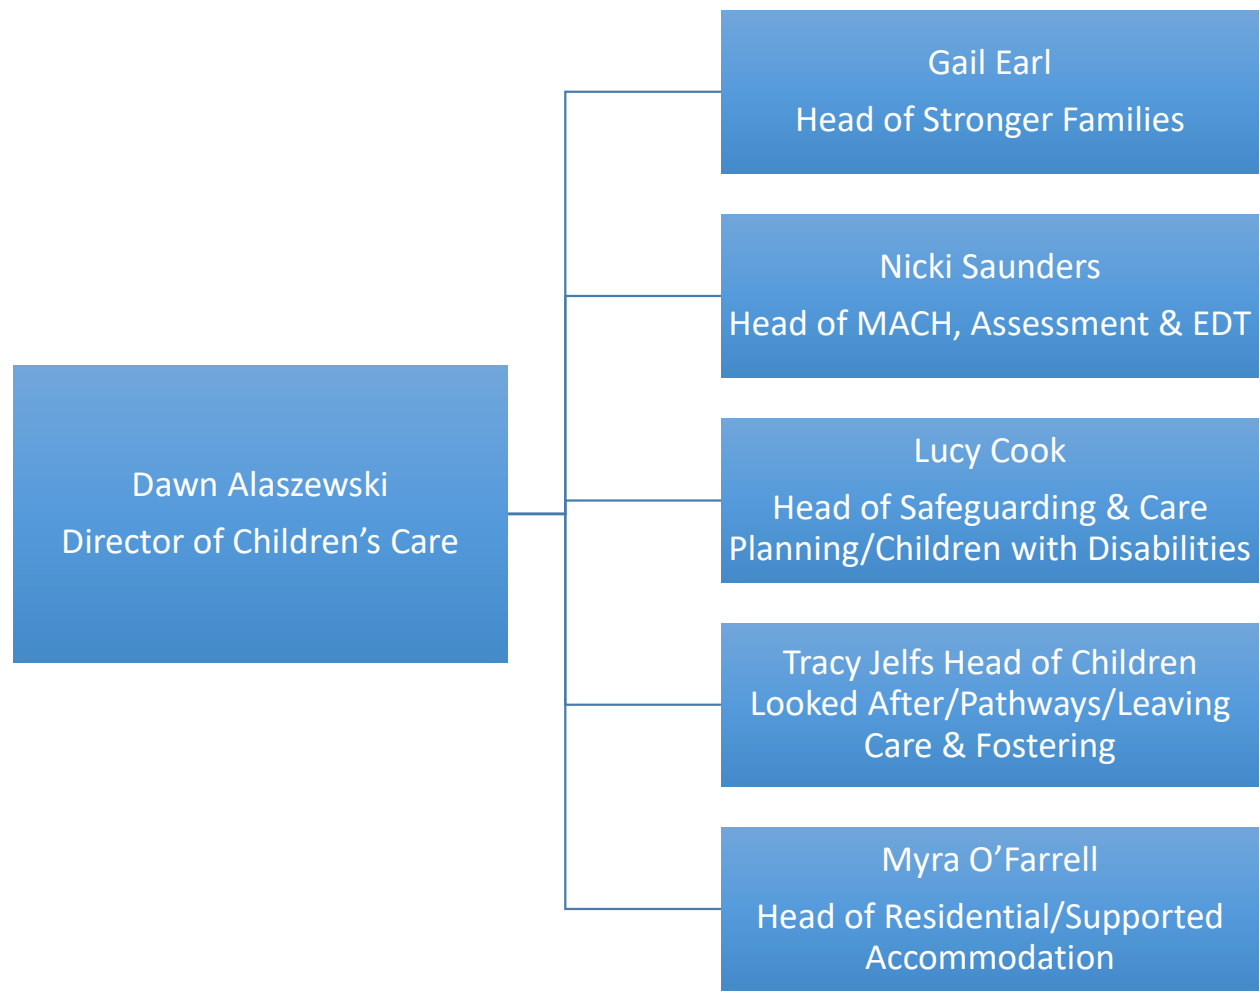 Gail Earl
Head of Stronger Families
Nicki Saunders
Head of MACH, Assessment & EDT
Dawn Alaszewski
Director of Children’s Care
Lucy Cook
Head of Safeguarding & Care
Planning/Children with Disabilities
Tracy Jelfs Head of Children
Looked After/Pathways/Leaving
Care & Fostering
Myra O’Farrell
Head of Residential/Supported
Accommodation